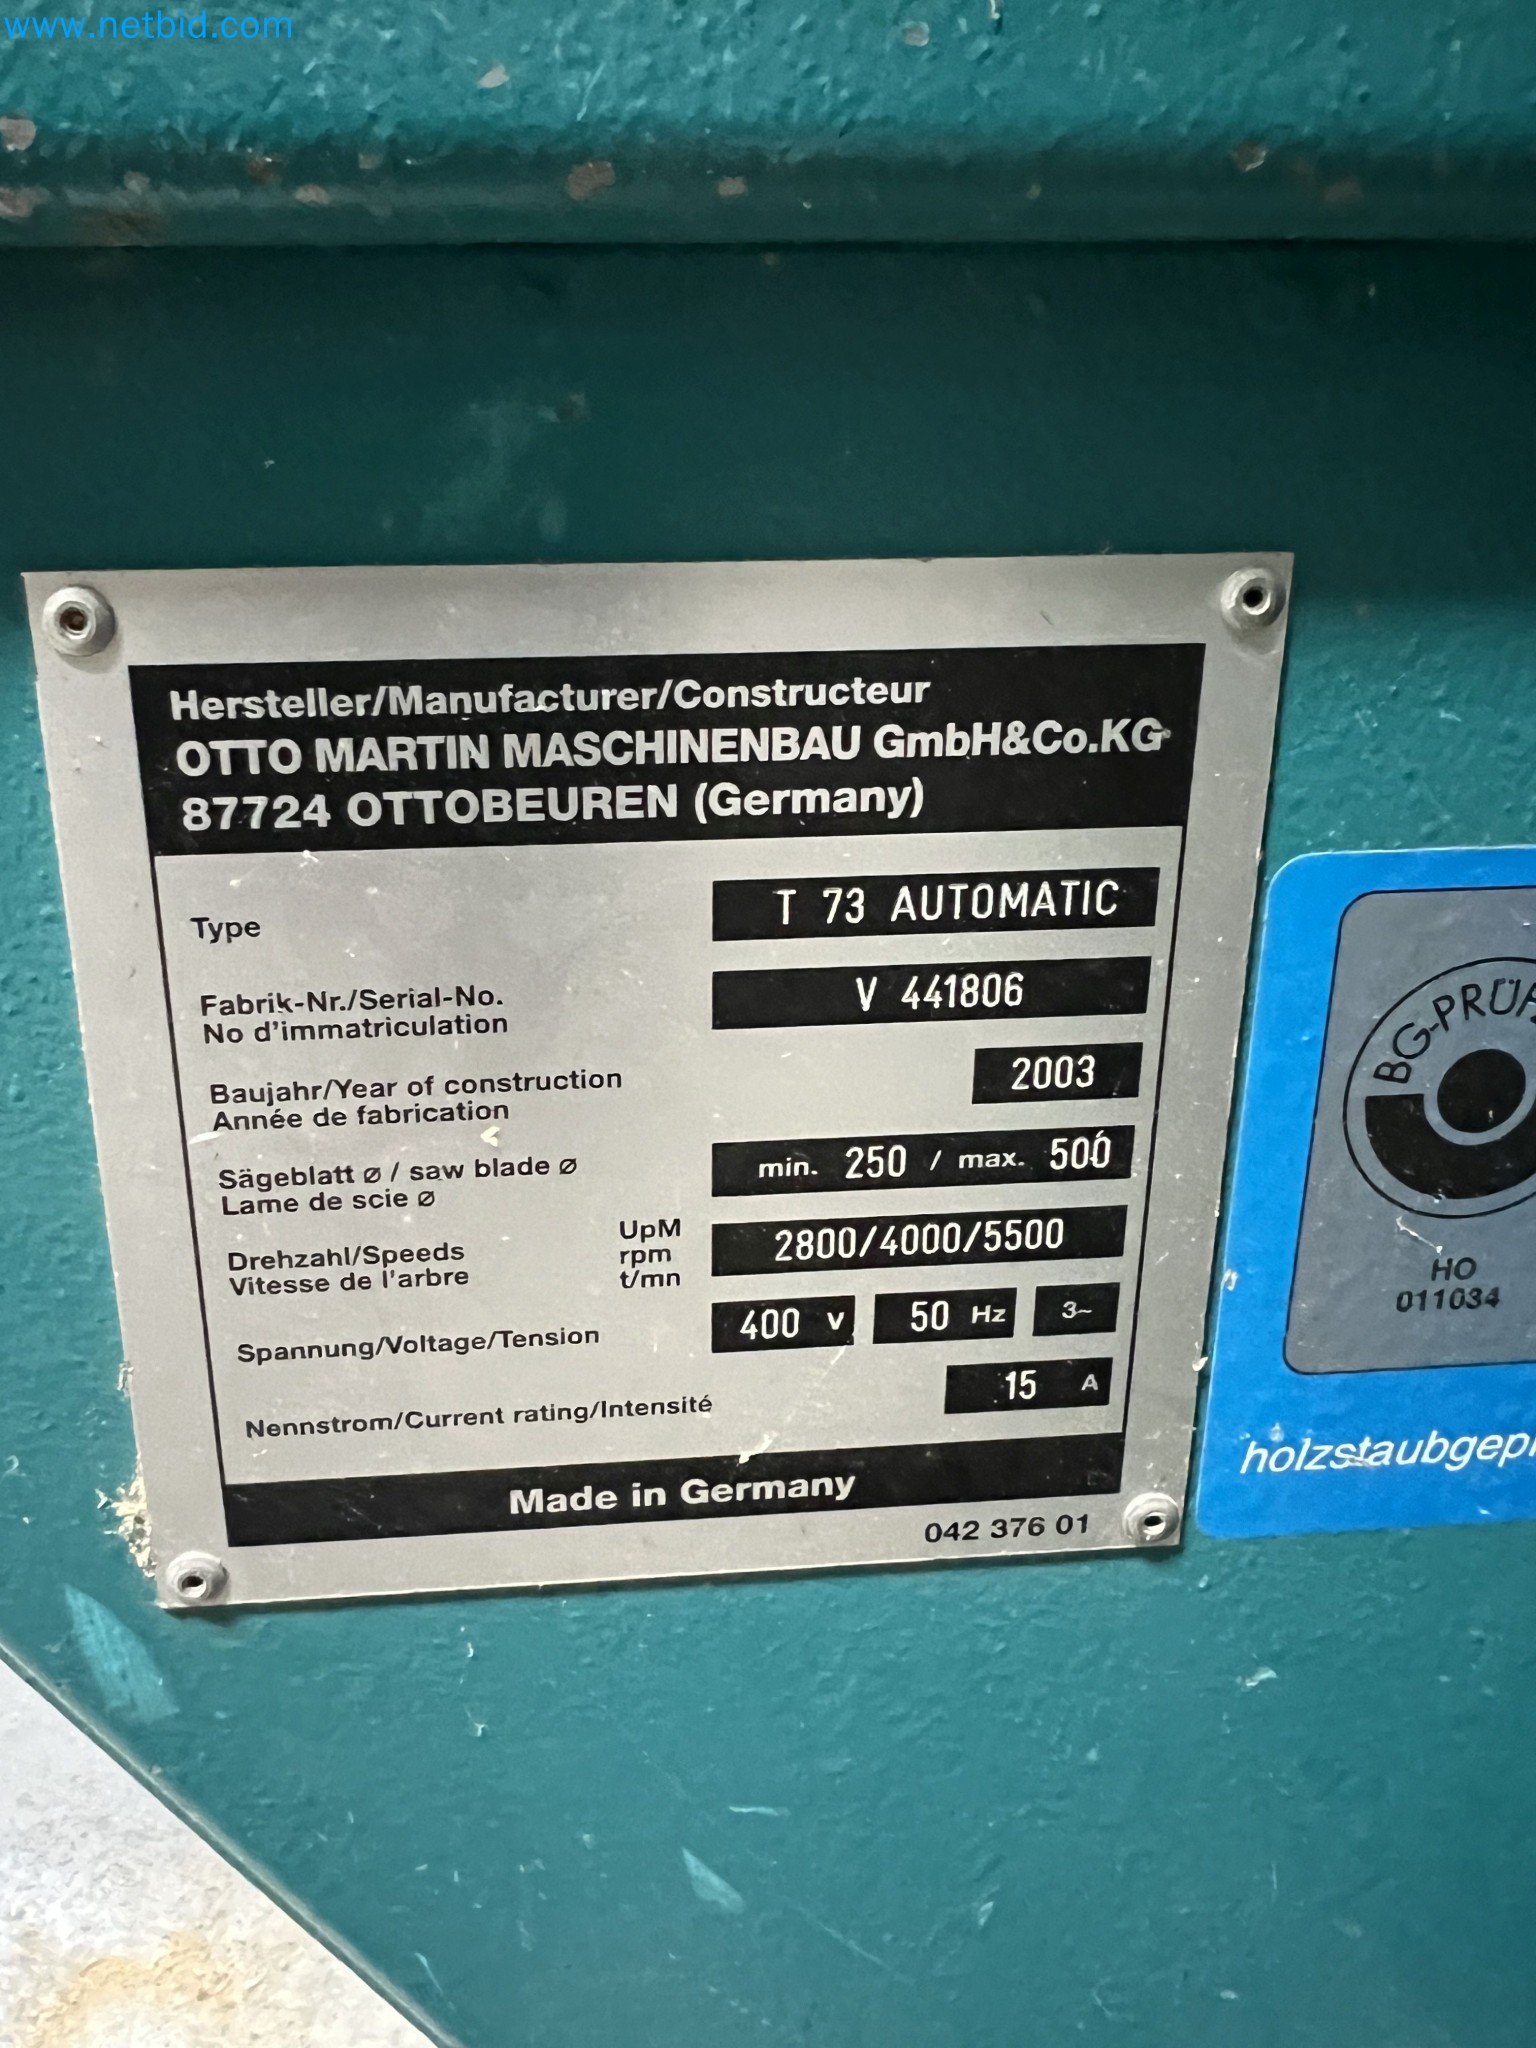 www.netbid.com
Hersteller/Manufacturer/Constructeur
OTTO MARTIN MASCHINENBAU GmbH&Co.KG
87724 OTTOBEUREN (Germany)
Type T 73 AUTOMATIC
Fabrik-Nr./Serial-No. V 441806
No d'immatriculation
Baujahr/Year of construction 2003
Année de fabrication
Sägeblatt ⌀ / saw blade ⌀ min. 250 / max. 500
Lame de scie ⌀
UpM
Drehzahl/Speeds rpm 2800/4000/5500
Vitesse de l'arbre t/mn
Spannung/Voltage/Tension 400 V 50 Hz 3~
Nennstrom/Current rating/Intensité 15 A
Made in Germany
042 376 01
HO
011034